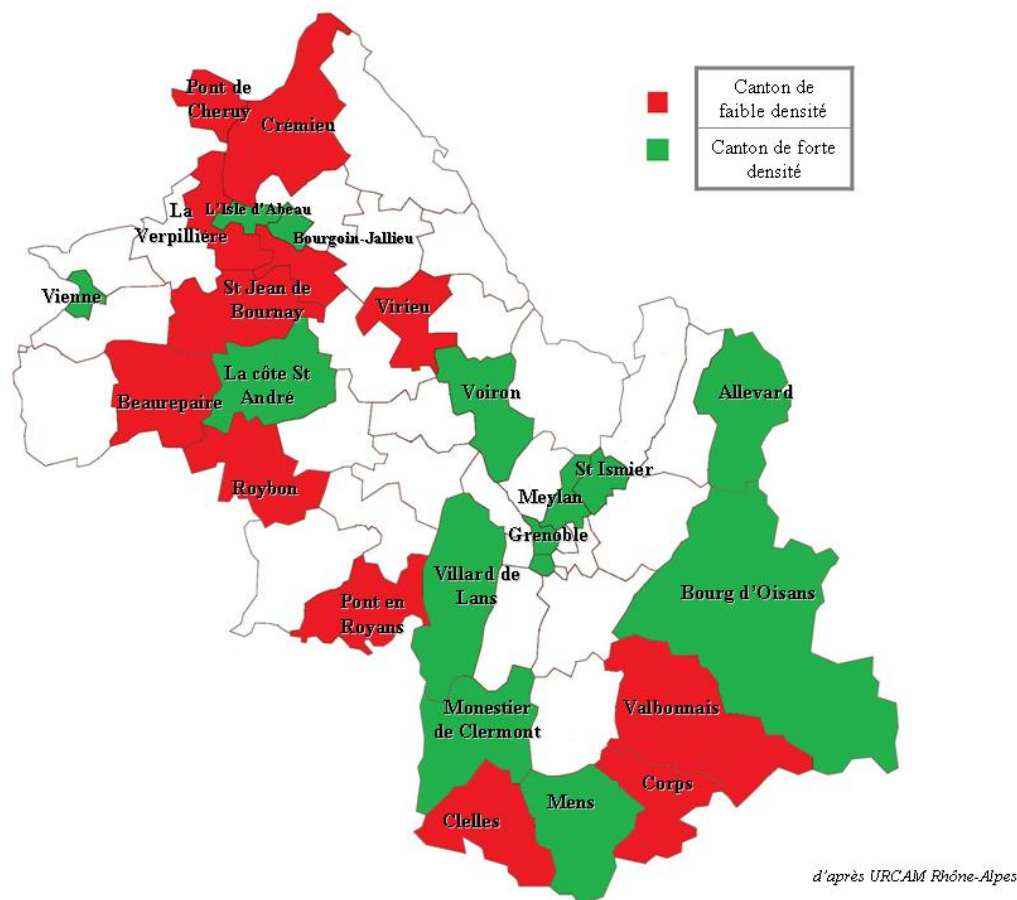 Pont de
Cheruy
Crémieu
Canton de
faible densité
Canton de forte
densité
L'Isle d'Abeau
La
Verpillière
Bourgoin-Jallieu
Vienne
St Jean de
Bournay
Virieu
La côte St
André
Beaurepaire
Voiron
Allevard
Roybon
St Ismier
Meylan
Grenoble
Villard de
Lans
Pont en
Royans
Bourg d'Oisans
Monestier
de Clermont
Valbonnais
Corps
Mens
Clelles
d'après URCAM Rhône-Alpes